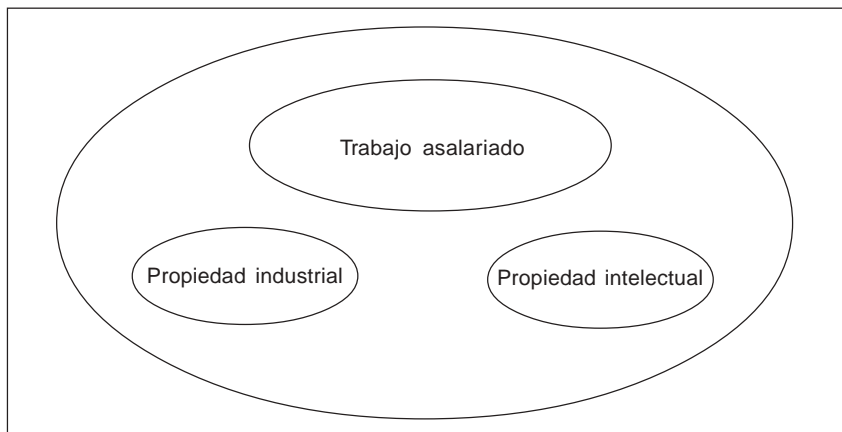 Trabajo asalariado
Propiedad industrial
Propiedad intelectual